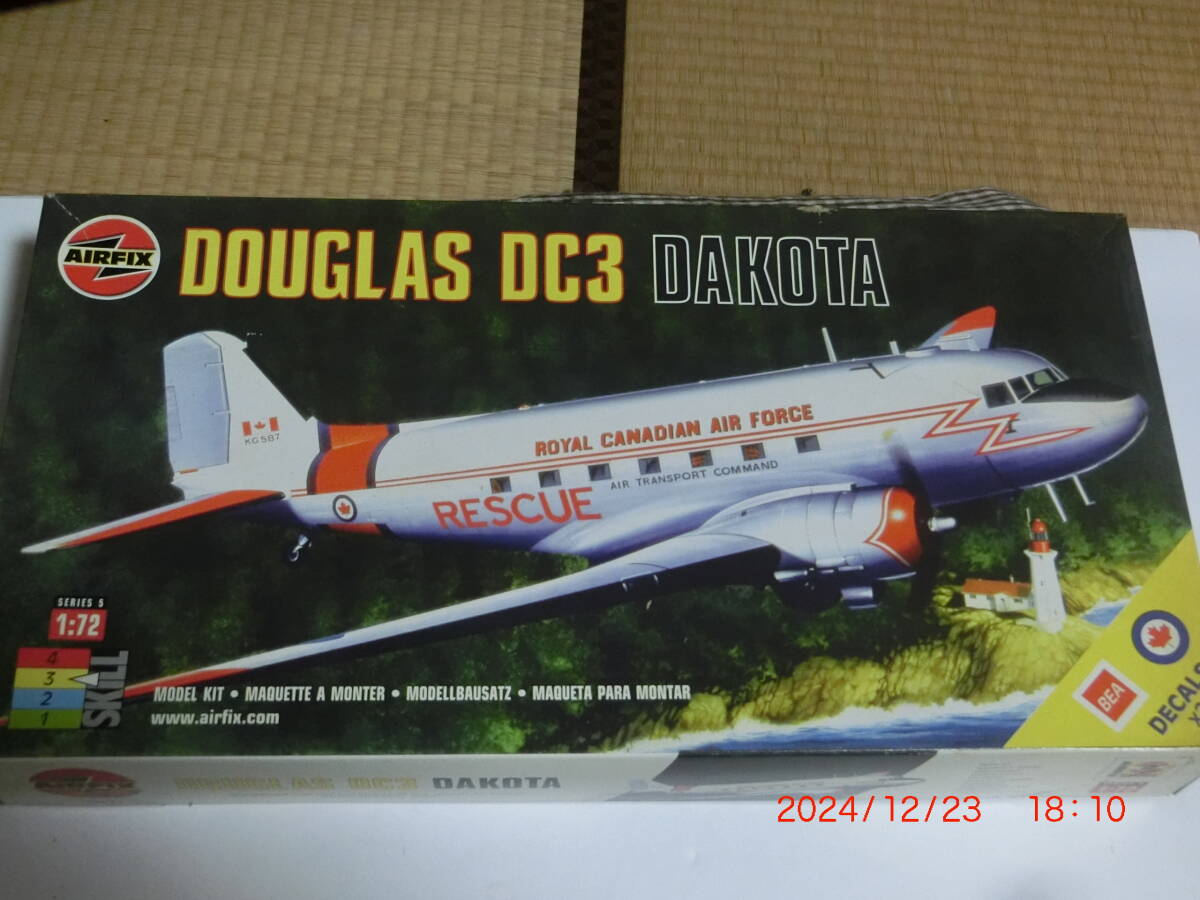 AIRFIX
DOUGLAS DC3 DAKOTA
KG587
ROYAL CANADIAN AIR FORCE
AIR TRANSPORT COMMAND
RESCUE
SERIES 5
1:72
4
3
2
1
SKILL
MODEL KIT • MAQUETTE A MONTER • MODELLBAUSATZ • MAQUETA PARA MONTAR
www.airfix.com
BEA
DECALS
AIRFIX
DOUGLAS DC3 DAKOTA
2024/12/23 18:10